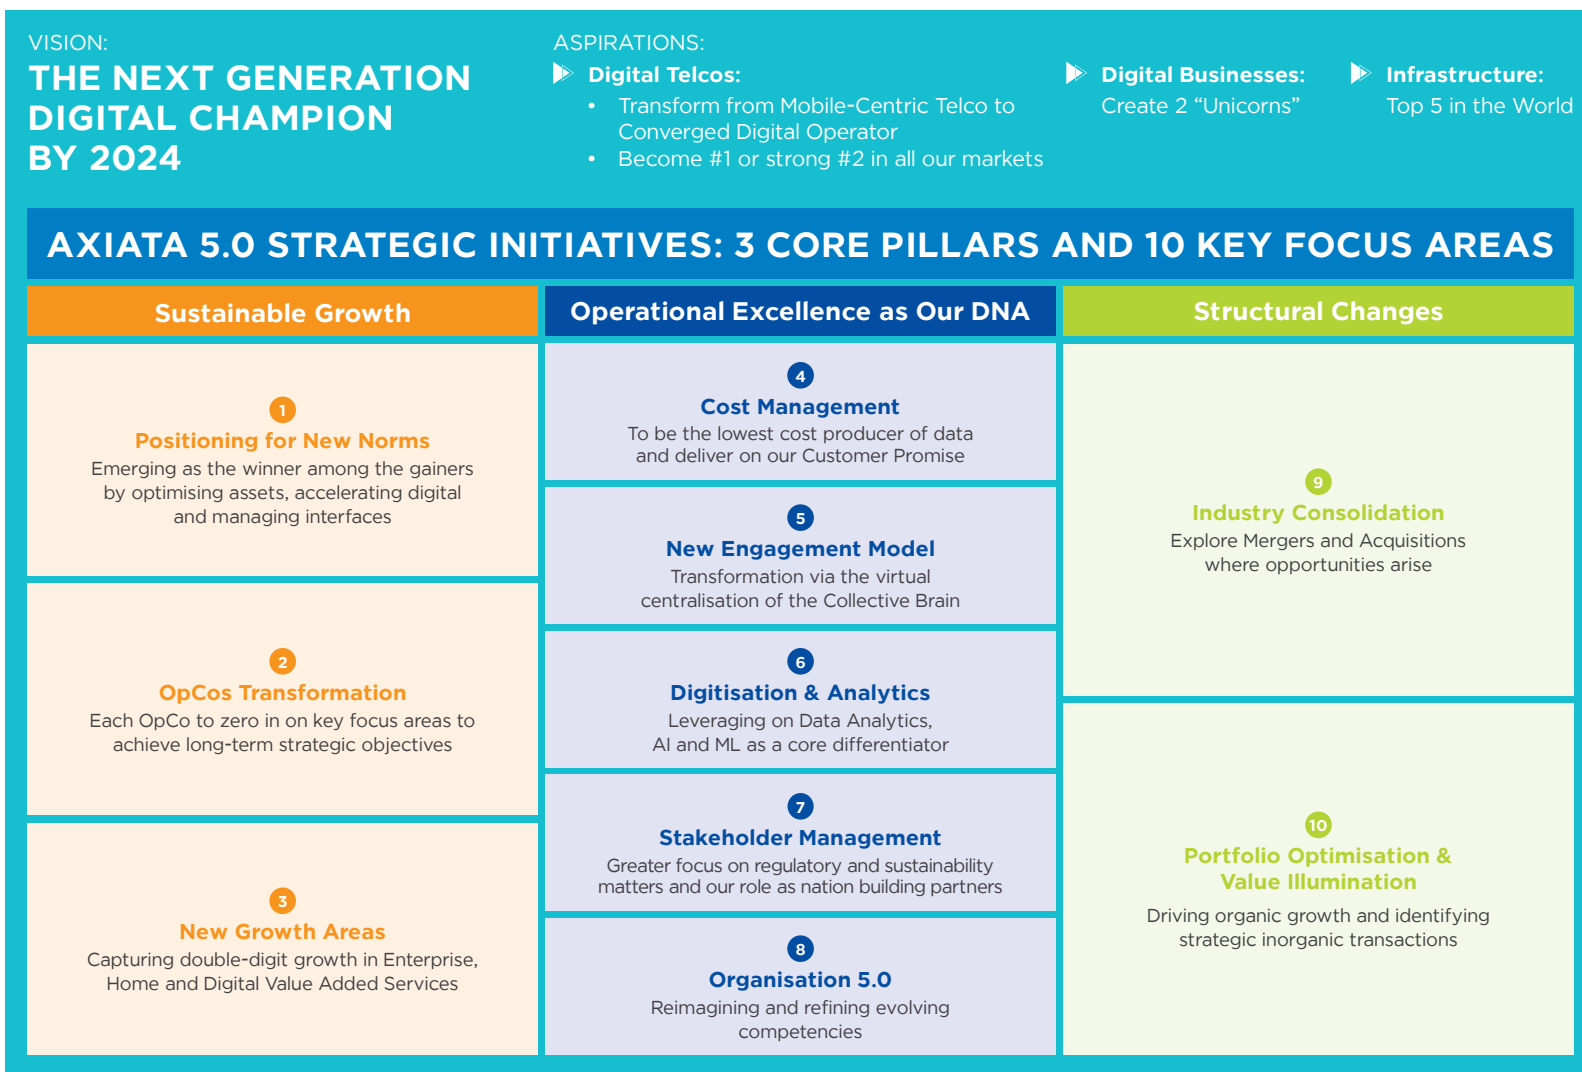 VISION:
THE NEXT GENERATION
DIGITAL CHAMPION
BY 2024
ASPIRATIONS:
Digital Telcos:
• Transform from Mobile-Centric Telco to
Converged Digital Operator
• Become #1 or strong #2 in all our markets
Digital Businesses:
Create 2 “Unicorns”
Infrastructure:
Top 5 in the World
AXIATA 5.0 STRATEGIC INITIATIVES: 3 CORE PILLARS AND 10 KEY FOCUS AREAS
Sustainable Growth
1
Positioning for New Norms
Emerging as the winner among the gainers
by optimising assets, accelerating digital
and managing interfaces
2
OpCos Transformation
Each OpCo to zero in on key focus areas to
achieve long-term strategic objectives
3
New Growth Areas
Capturing double-digit growth in Enterprise,
Home and Digital Value Added Services
Operational Excellence as Our DNA
4
Cost Management
To be the lowest cost producer of data
and deliver on our Customer Promise
5
New Engagement Model
Transformation via the virtual
centralisation of the Collective Brain
6
Digitisation & Analytics
Leveraging on Data Analytics,
AI and ML as a core differentiator
7
Stakeholder Management
Greater focus on regulatory and sustainability
matters and our role as nation building partners
8
Organisation 5.0
Reimagining and refining evolving
competencies
Structural Changes
9
Industry Consolidation
Explore Mergers and Acquisitions
where opportunities arise
10
Portfolio Optimisation &
Value Illumination
Driving organic growth and identifying
strategic inorganic transactions